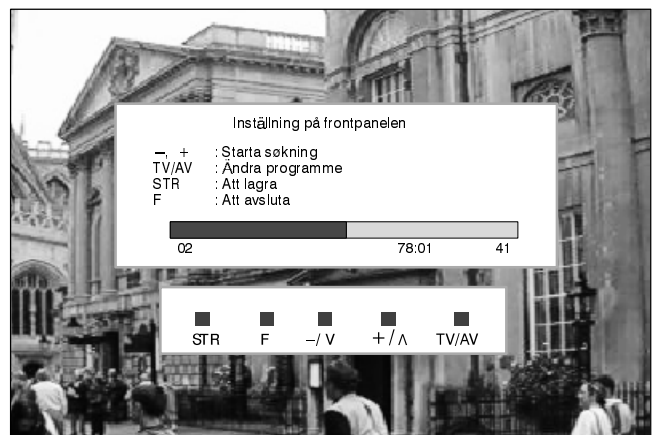 Inställning på frontpanelen
–, + : Starta søkning
TV/AV : Ändra programme
STR : Att lagra
F : Att avsluta
02 78:01 41
STR F –/ V + / Λ TV/AV